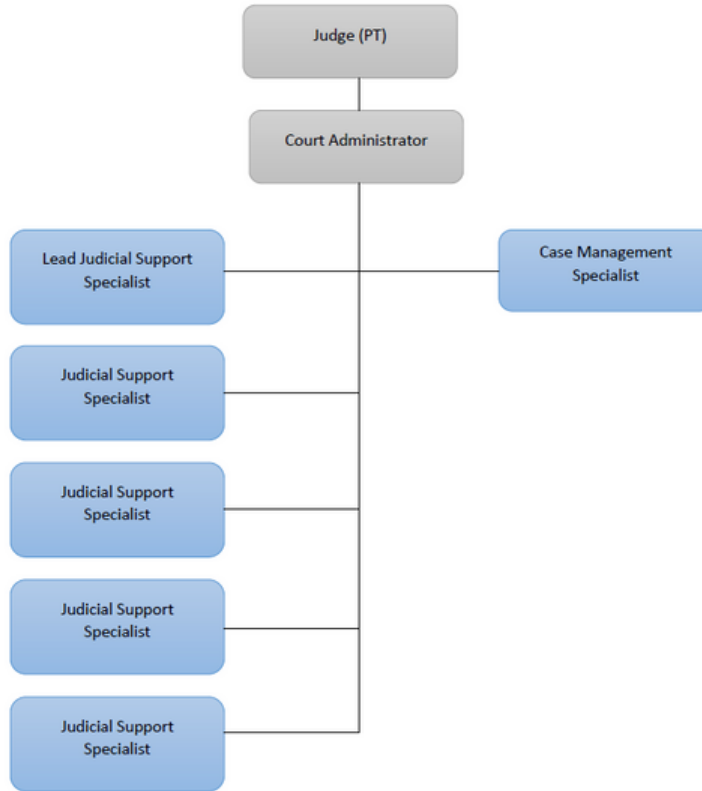 Judge (PT)
Court Administrator
Lead Judicial Support
Specialist
Case Management
Specialist
Judicial Support
Specialist
Judicial Support
Specialist
Judicial Support
Specialist
Judicial Support
Specialist